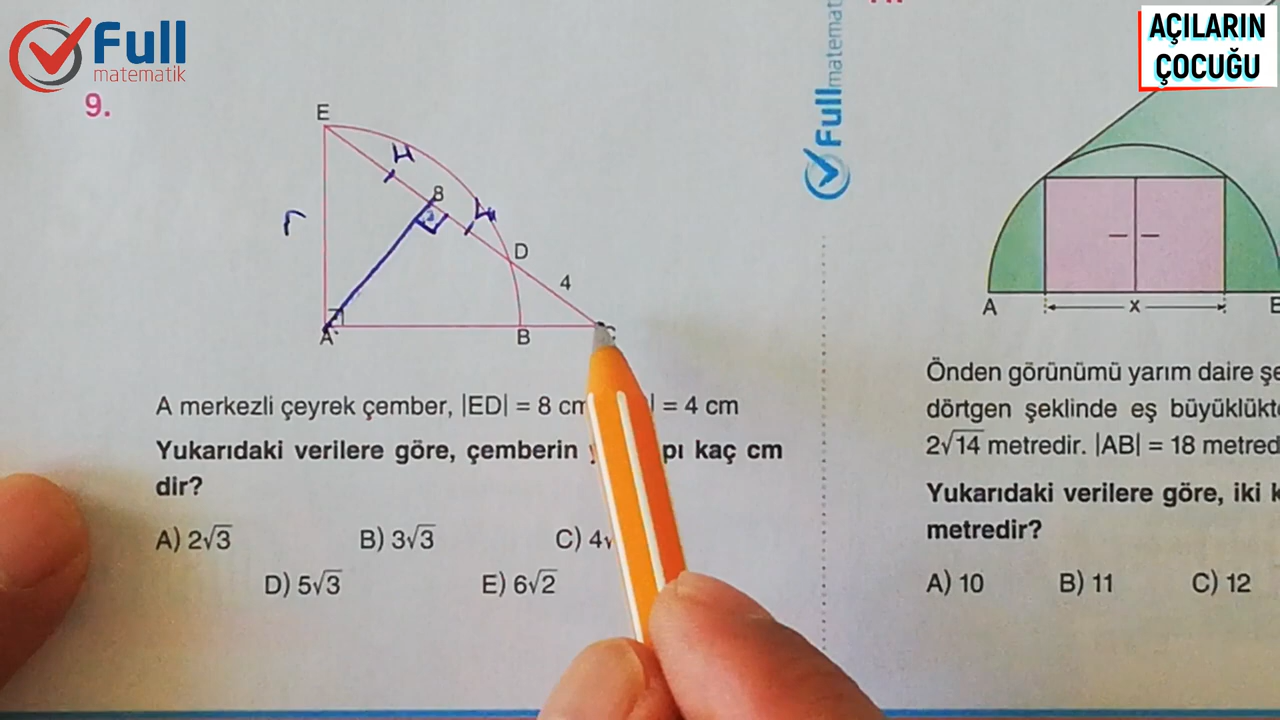 Full
matematik
AÇILARIN
ÇOCUĞU
Full matemat
9.
E
H
8
r
D
4
A
B
C
A merkezli çeyrek çember, |ED| = 8 cm | = 4 cm
Yukarıdaki verilere göre, çemberin y pı kaç cm
dir?
A) 2√3 B) 3√3 C) 4√
D) 5√3 E) 6√2
A
x
Önden görünümü yarım daire şe
dörtgen şeklinde eş büyüklükt
2√14 metredir. |AB| = 18 metred
Yukarıdaki verilere göre, iki k
metredir?
A) 10 B) 11 C) 12